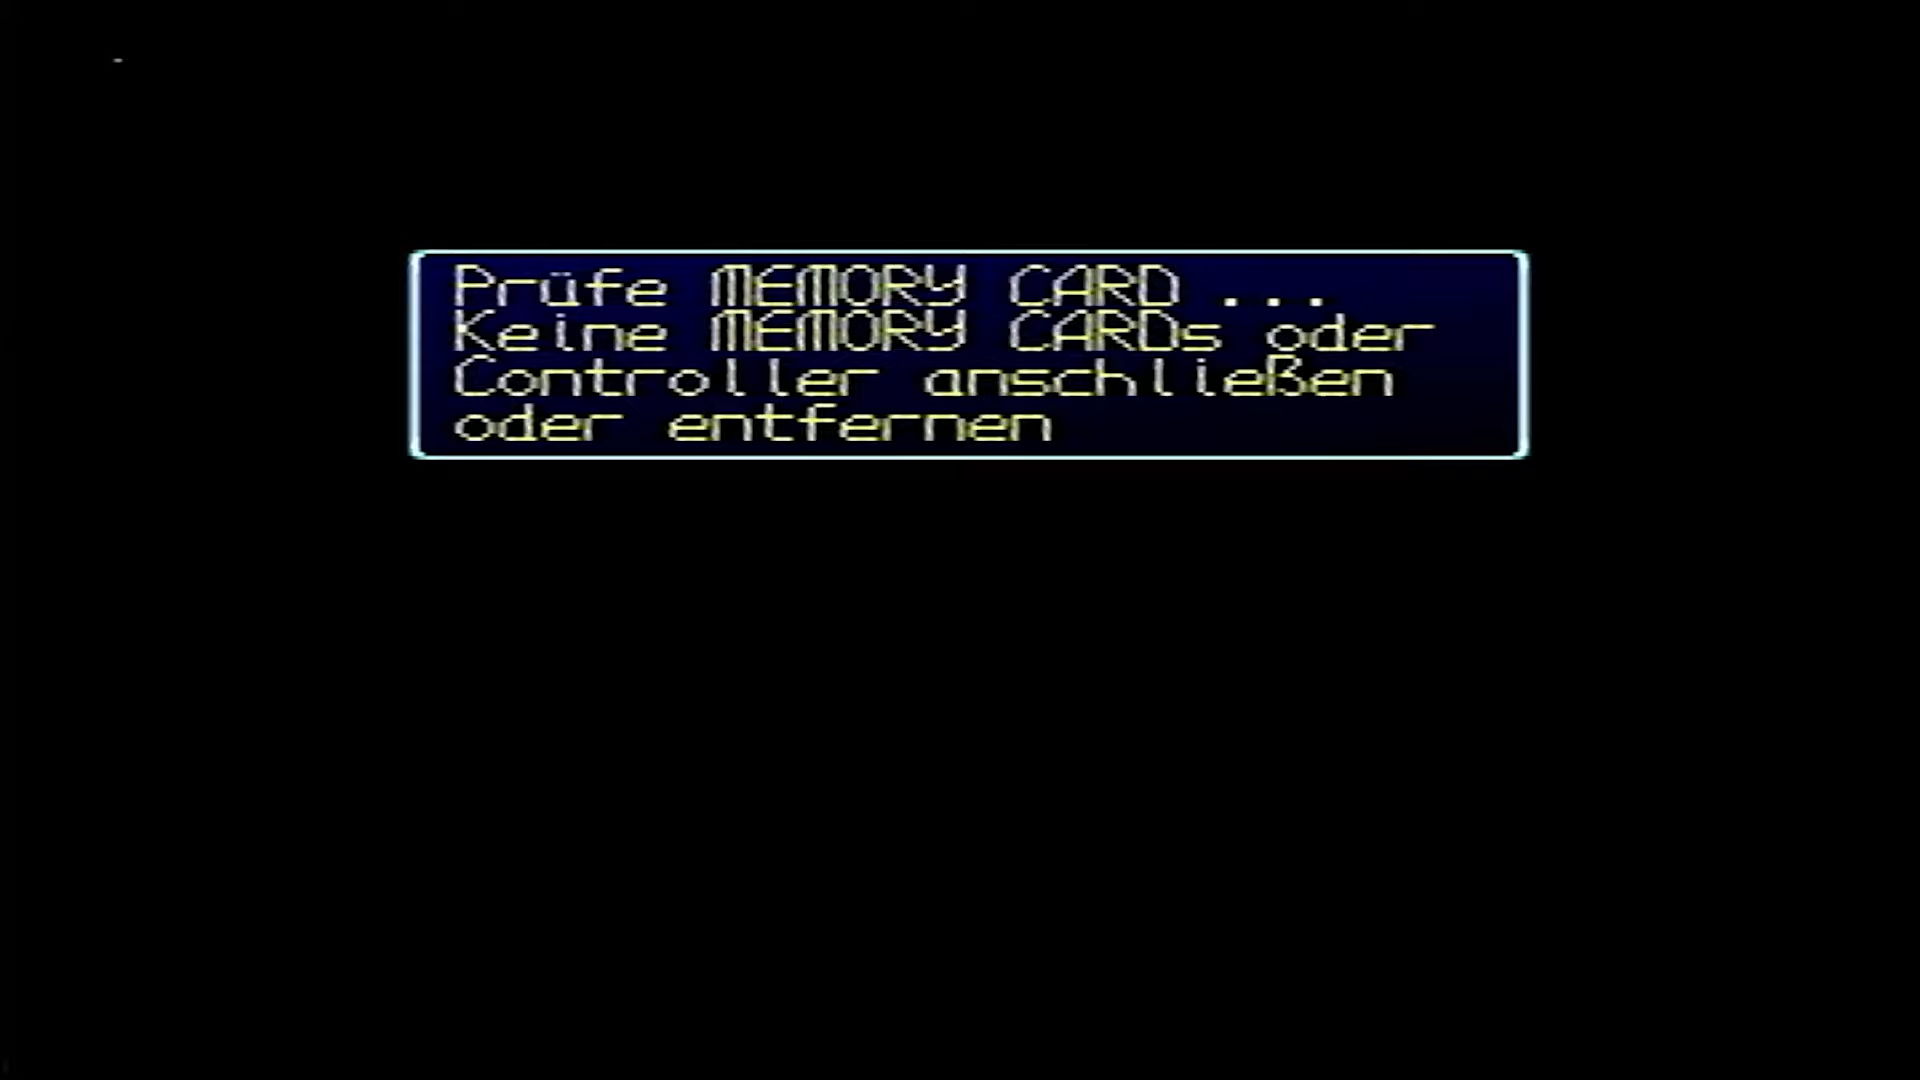 Prüfe MEMORY CARD ...
Keine MEMORY CARDs oder
Controller anschließen
oder entfernen